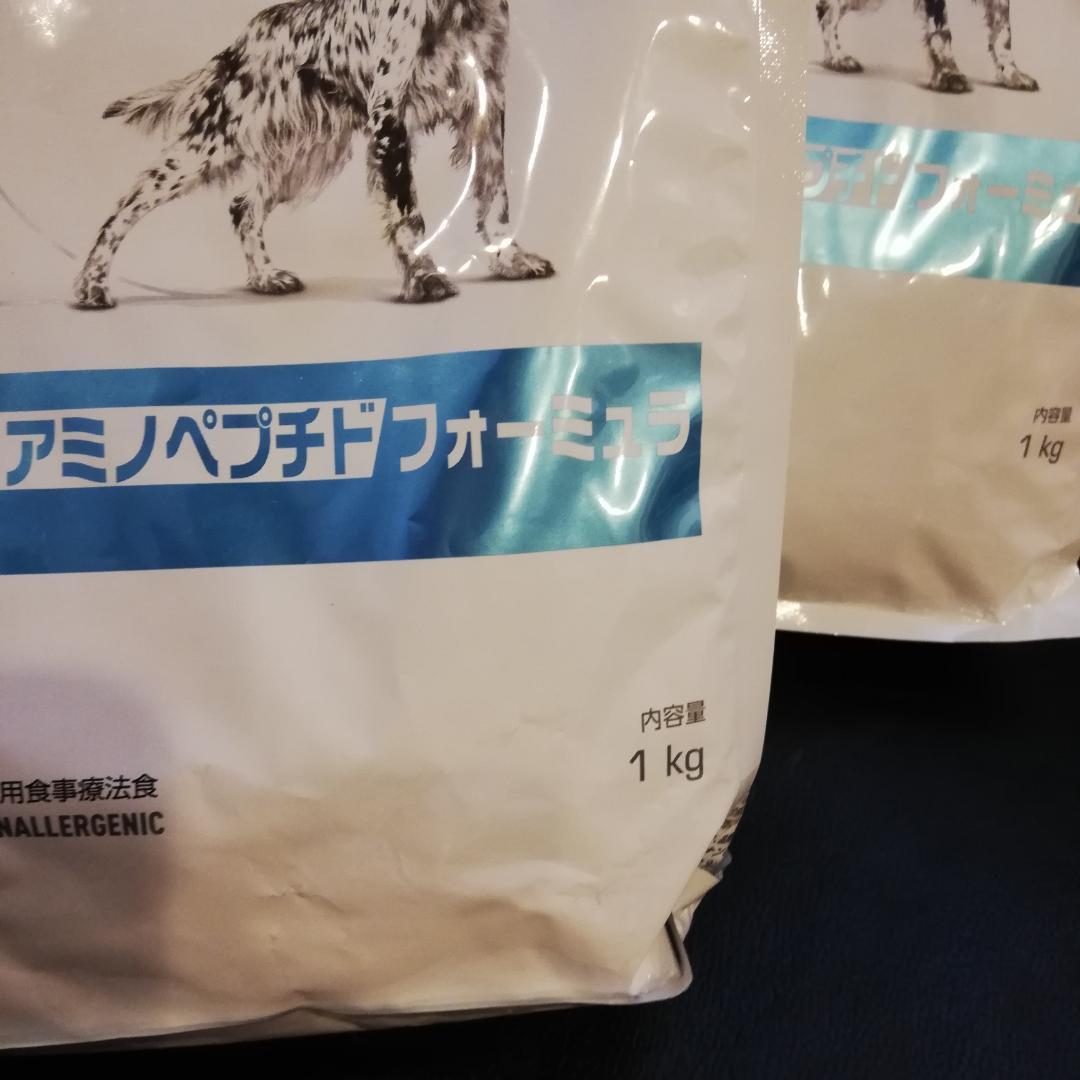 アミノペプチドフォーミュラ
内容量
1 kg
用食事療法食
NALLERGENIC
プチドフォーミュ
内容量
1 kg